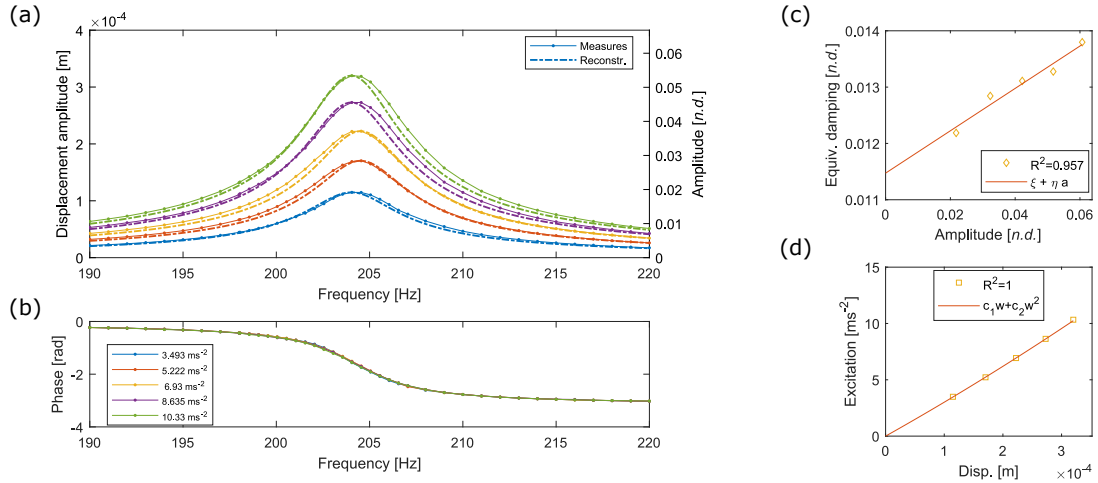 (a)
×10⁻⁴
4
3
2
1
0
Displacement amplitude [m]
190 195 200 205 210 215 220
Frequency [Hz]
0.06
0.05
0.04
0.03
0.02
0.01
0
Amplitude [n.d.]
Measures
Reconstr.
(b)
0
-2
-4
Phase [rad]
3.493 ms⁻²
5.222 ms⁻²
6.93 ms⁻²
8.635 ms⁻²
10.33 ms⁻²
190 195 200 205 210 215 220
Frequency [Hz]
(c)
0.014
0.013
0.012
0.011
Equiv. damping [n.d.]
R²=0.957
ξ + η a
0 0.02 0.04 0.06
Amplitude [n.d.]
(d)
15
10
5
0
Excitation [ms⁻²]
R²=1
c₁w+c₂w²
0 1 2 3
Disp. [m]
×10⁻⁴